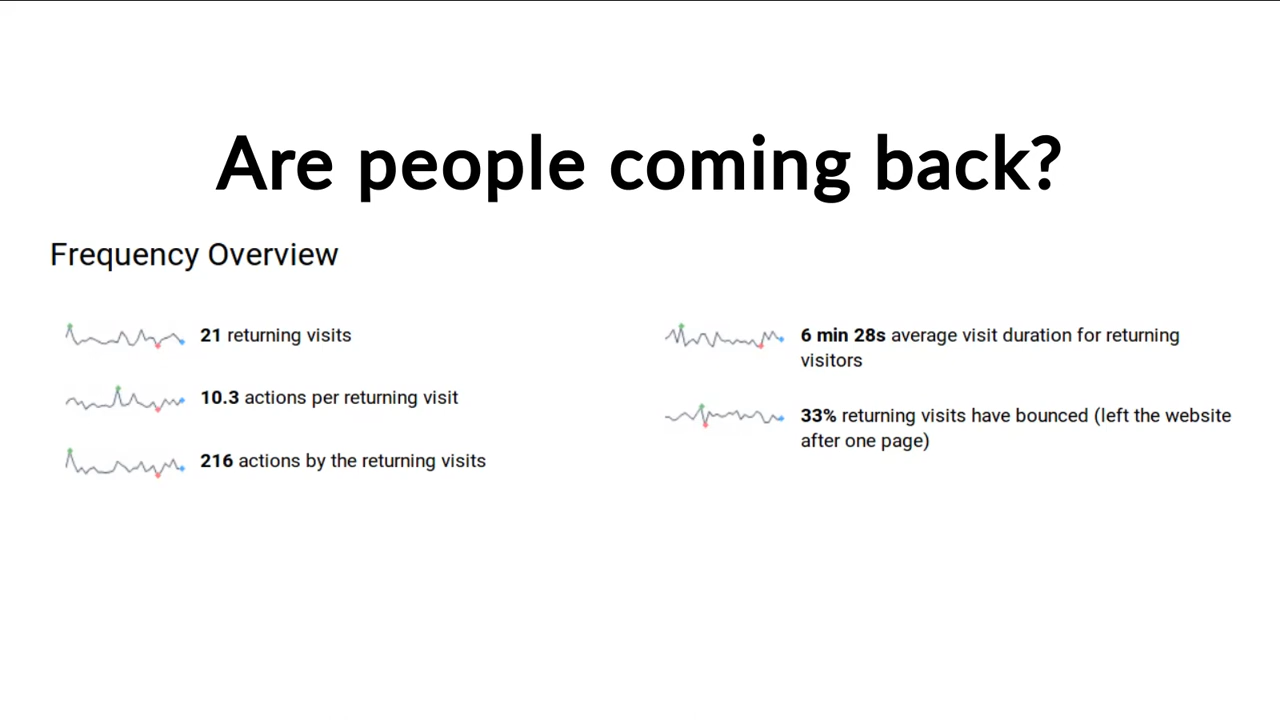 Are people coming back?
Frequency Overview
21 returning visits
10.3 actions per returning visit
216 actions by the returning visits
6 min 28s average visit duration for returning
visitors
33% returning visits have bounced (left the website
after one page)